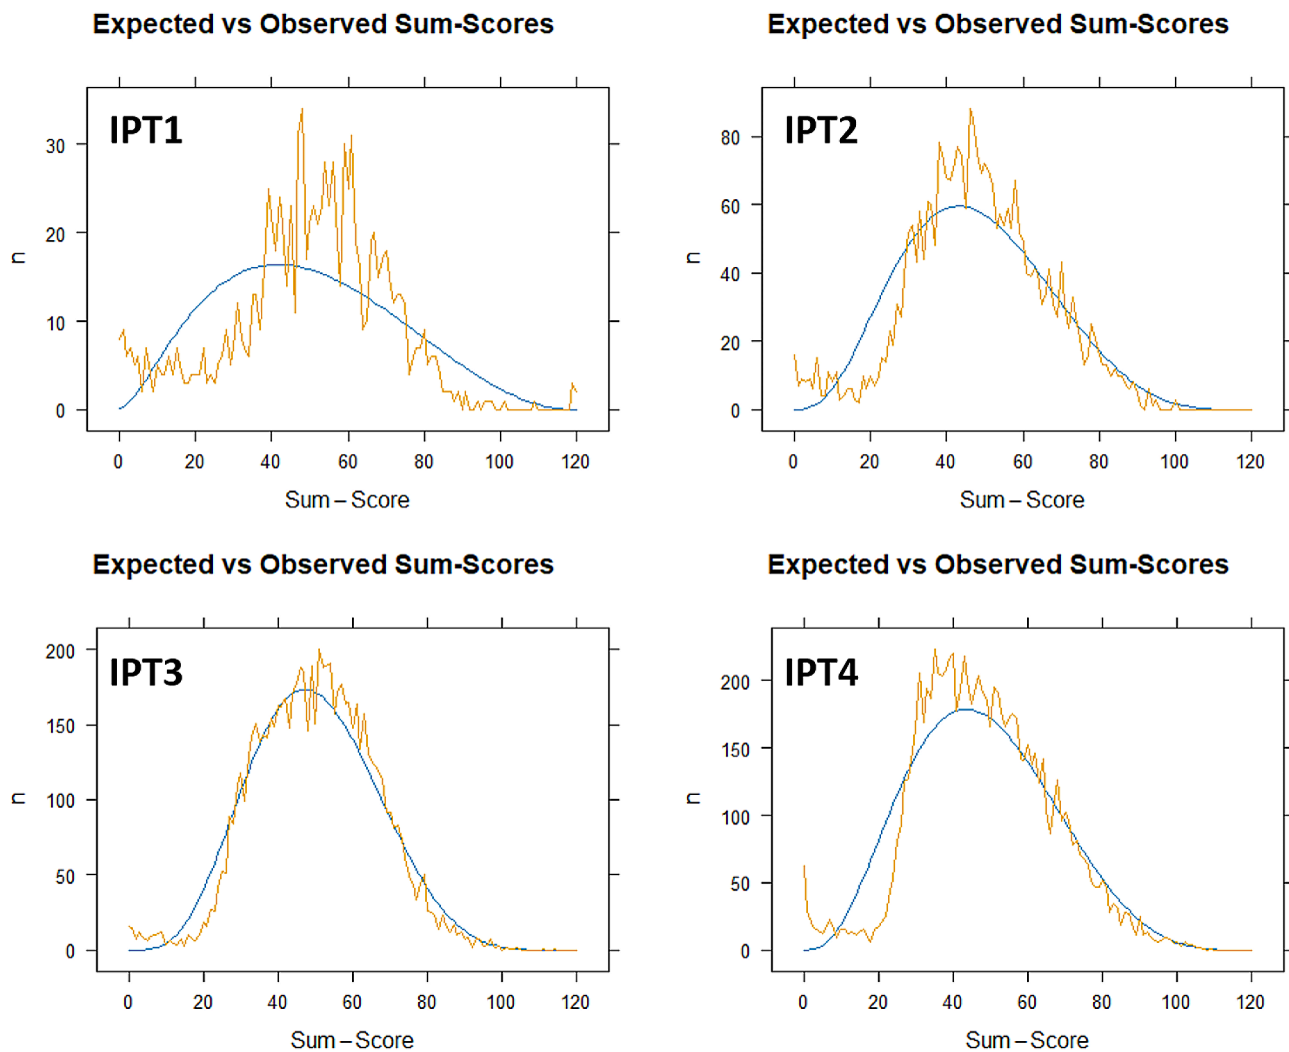 Expected vs Observed Sum-Scores
IPT1
30
20
10
0
n
0 20 40 60 80 100 120
Sum – Score
Expected vs Observed Sum-Scores
IPT2
80
60
40
20
0
n
0 20 40 60 80 100 120
Sum – Score
Expected vs Observed Sum-Scores
IPT3
200
150
100
50
0
n
0 20 40 60 80 100 120
Sum – Score
Expected vs Observed Sum-Scores
IPT4
200
150
100
50
0
n
0 20 40 60 80 100 120
Sum – Score